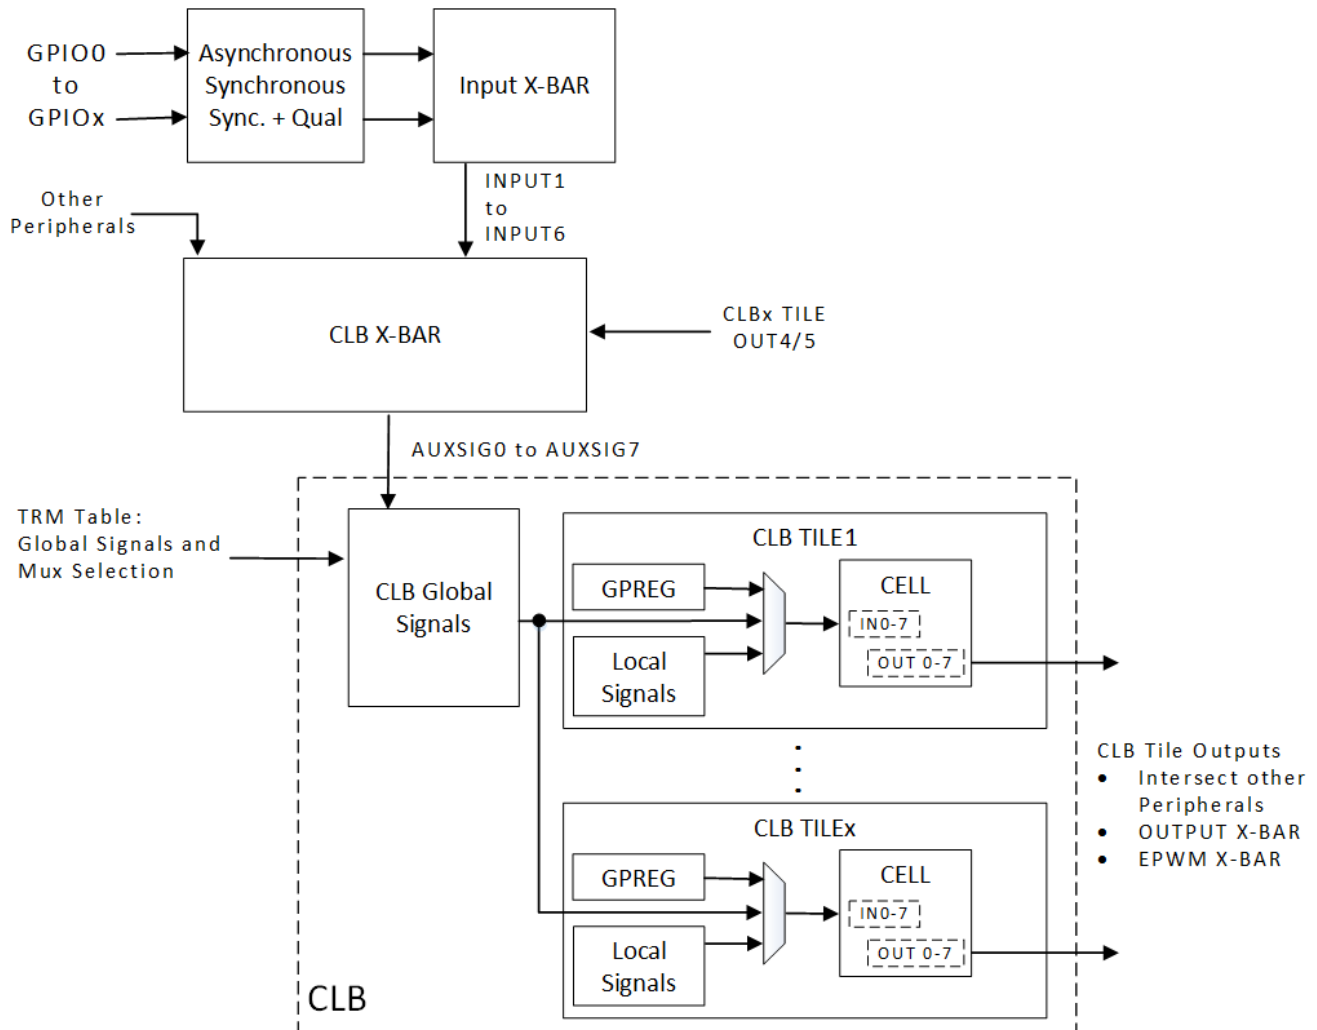 GPIO0
to
GPIOx
Asynchronous
Synchronous
Sync. + Qual
Input X-BAR
INPUT1
to
INPUT6
Other
Peripherals
CLB X-BAR
CLBx TILE
OUT4/5
AUXSIG0 to AUXSIG7
TRM Table:
Global Signals and
Mux Selection
CLB Global
Signals
CLB TILE1
GPREG
Local
Signals
CELL
IN0-7
OUT 0-7
CLB TILEx
GPREG
Local
Signals
CELL
IN0-7
OUT 0-7
CLB Tile Outputs
• Intersect other
Peripherals
• OUTPUT X-BAR
• EPWM X-BAR
CLB